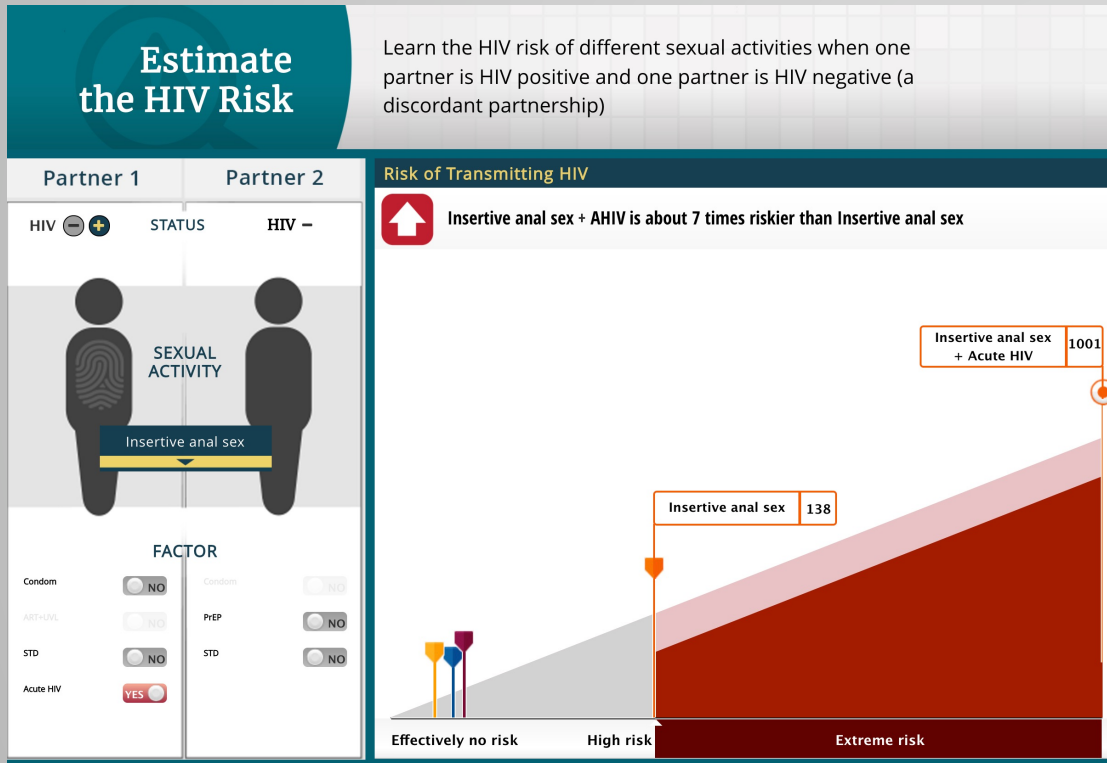 Estimate
the HIV Risk
Learn the HIV risk of different sexual activities when one
partner is HIV positive and one partner is HIV negative (a
discordant partnership)
Partner 1
Partner 2
HIV − +
STATUS
HIV −
SEXUAL
ACTIVITY
Insertive anal sex
FACTOR
Condom NO
Condom NO
ART+UVL NO
PrEP NO
STD NO
STD NO
Acute HIV YES
Risk of Transmitting HIV
Insertive anal sex + AHIV is about 7 times riskier than Insertive anal sex
Insertive anal sex
+ Acute HIV
1001
Insertive anal sex 138
Effectively no risk
High risk
Extreme risk